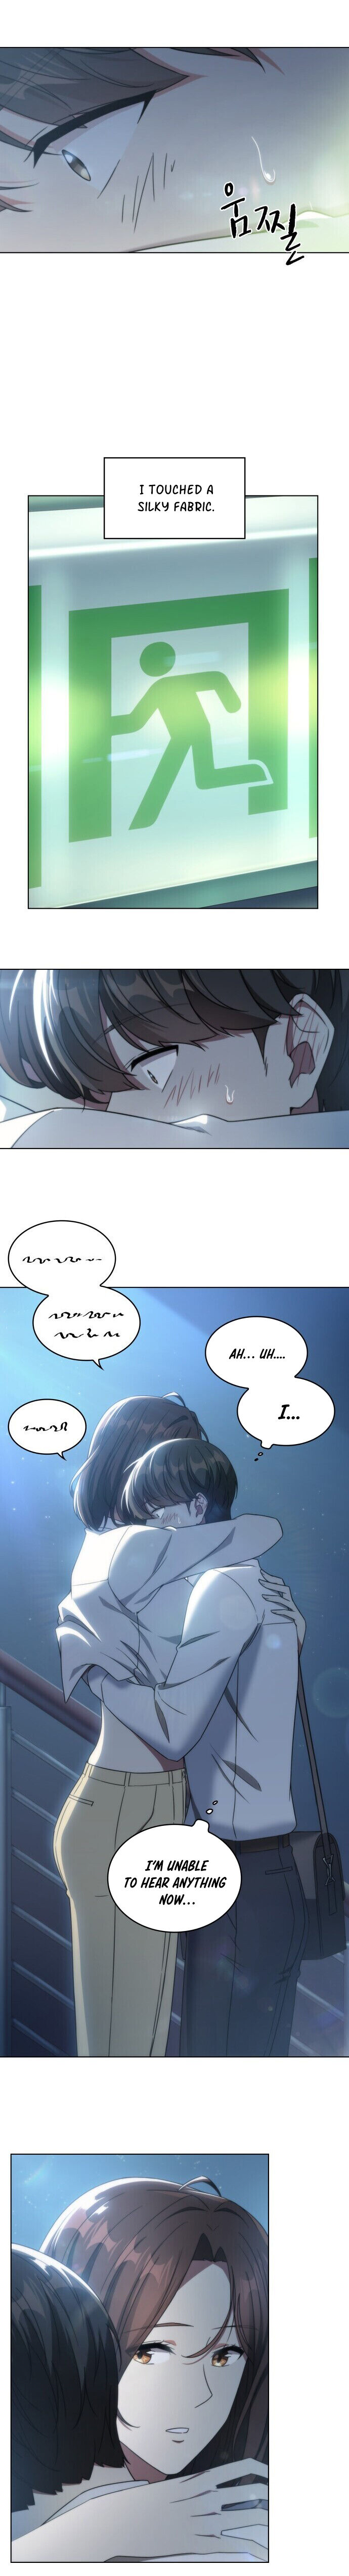 움찔
I TOUCHED A
SILKY FABRIC.
AH... UH....
I...
I'M UNABLE
TO HEAR ANYTHING
NOW...